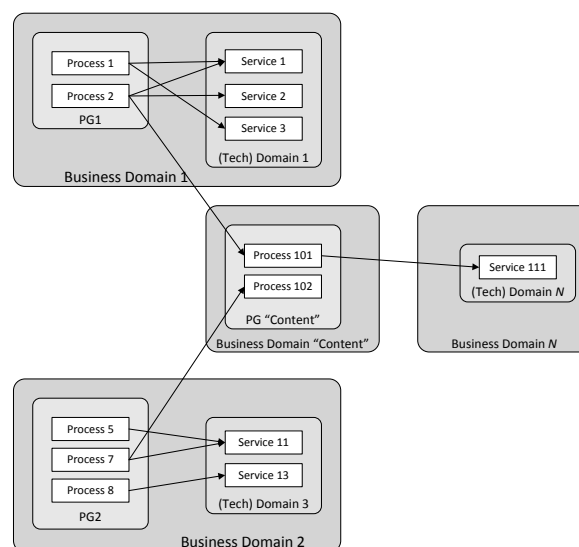 Process 1
Process 2
PG1
Service 1
Service 2
Service 3
(Tech) Domain 1
Business Domain 1
Process 101
Process 102
PG “Content”
Business Domain “Content”
Service 111
(Tech) Domain N
Business Domain N
Process 5
Process 7
Process 8
PG2
Service 11
Service 13
(Tech) Domain 3
Business Domain 2